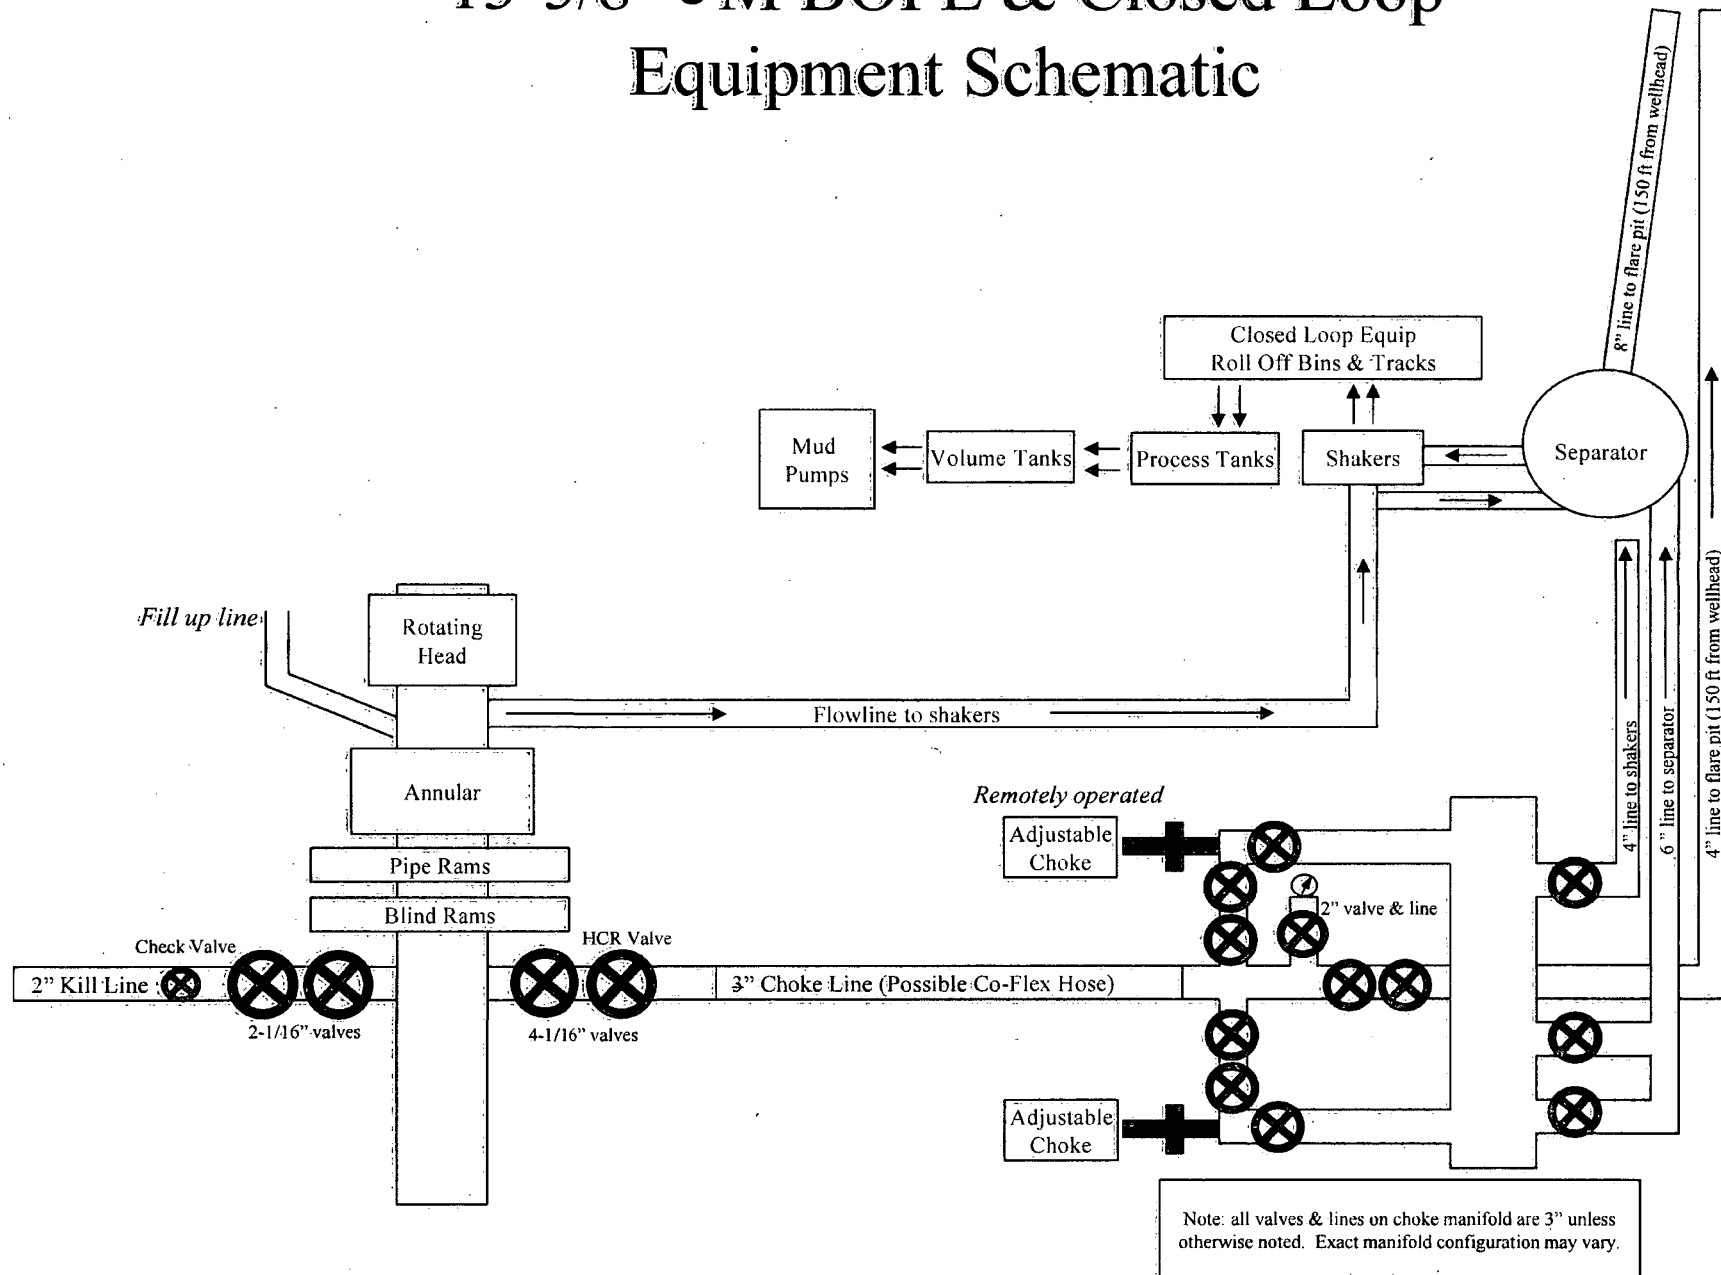 M BOPE & Closed Loop
Equipment Schematic
8" line to flare pit (150 ft from wellhead)
Closed Loop Equip
Roll Off Bins & Tracks
Mud
Pumps
Volume Tanks
Process Tanks
Shakers
Separator
Fill up line
Rotating
Head
Flowline to shakers
Annular
Pipe Rams
Blind Rams
Remotely operated
Adjustable
Choke
2" valve & line
4" line to shakers
6" line to separator
4" line to flare pit (150 ft from wellhead)
Check Valve
HCR Valve
2" Kill Line
3" Choke Line (Possible Co-Flex Hose)
2-1/16" valves
4-1/16" valves
Adjustable
Choke
Note: all valves & lines on choke manifold are 3" unless
otherwise noted. Exact manifold configuration may vary.